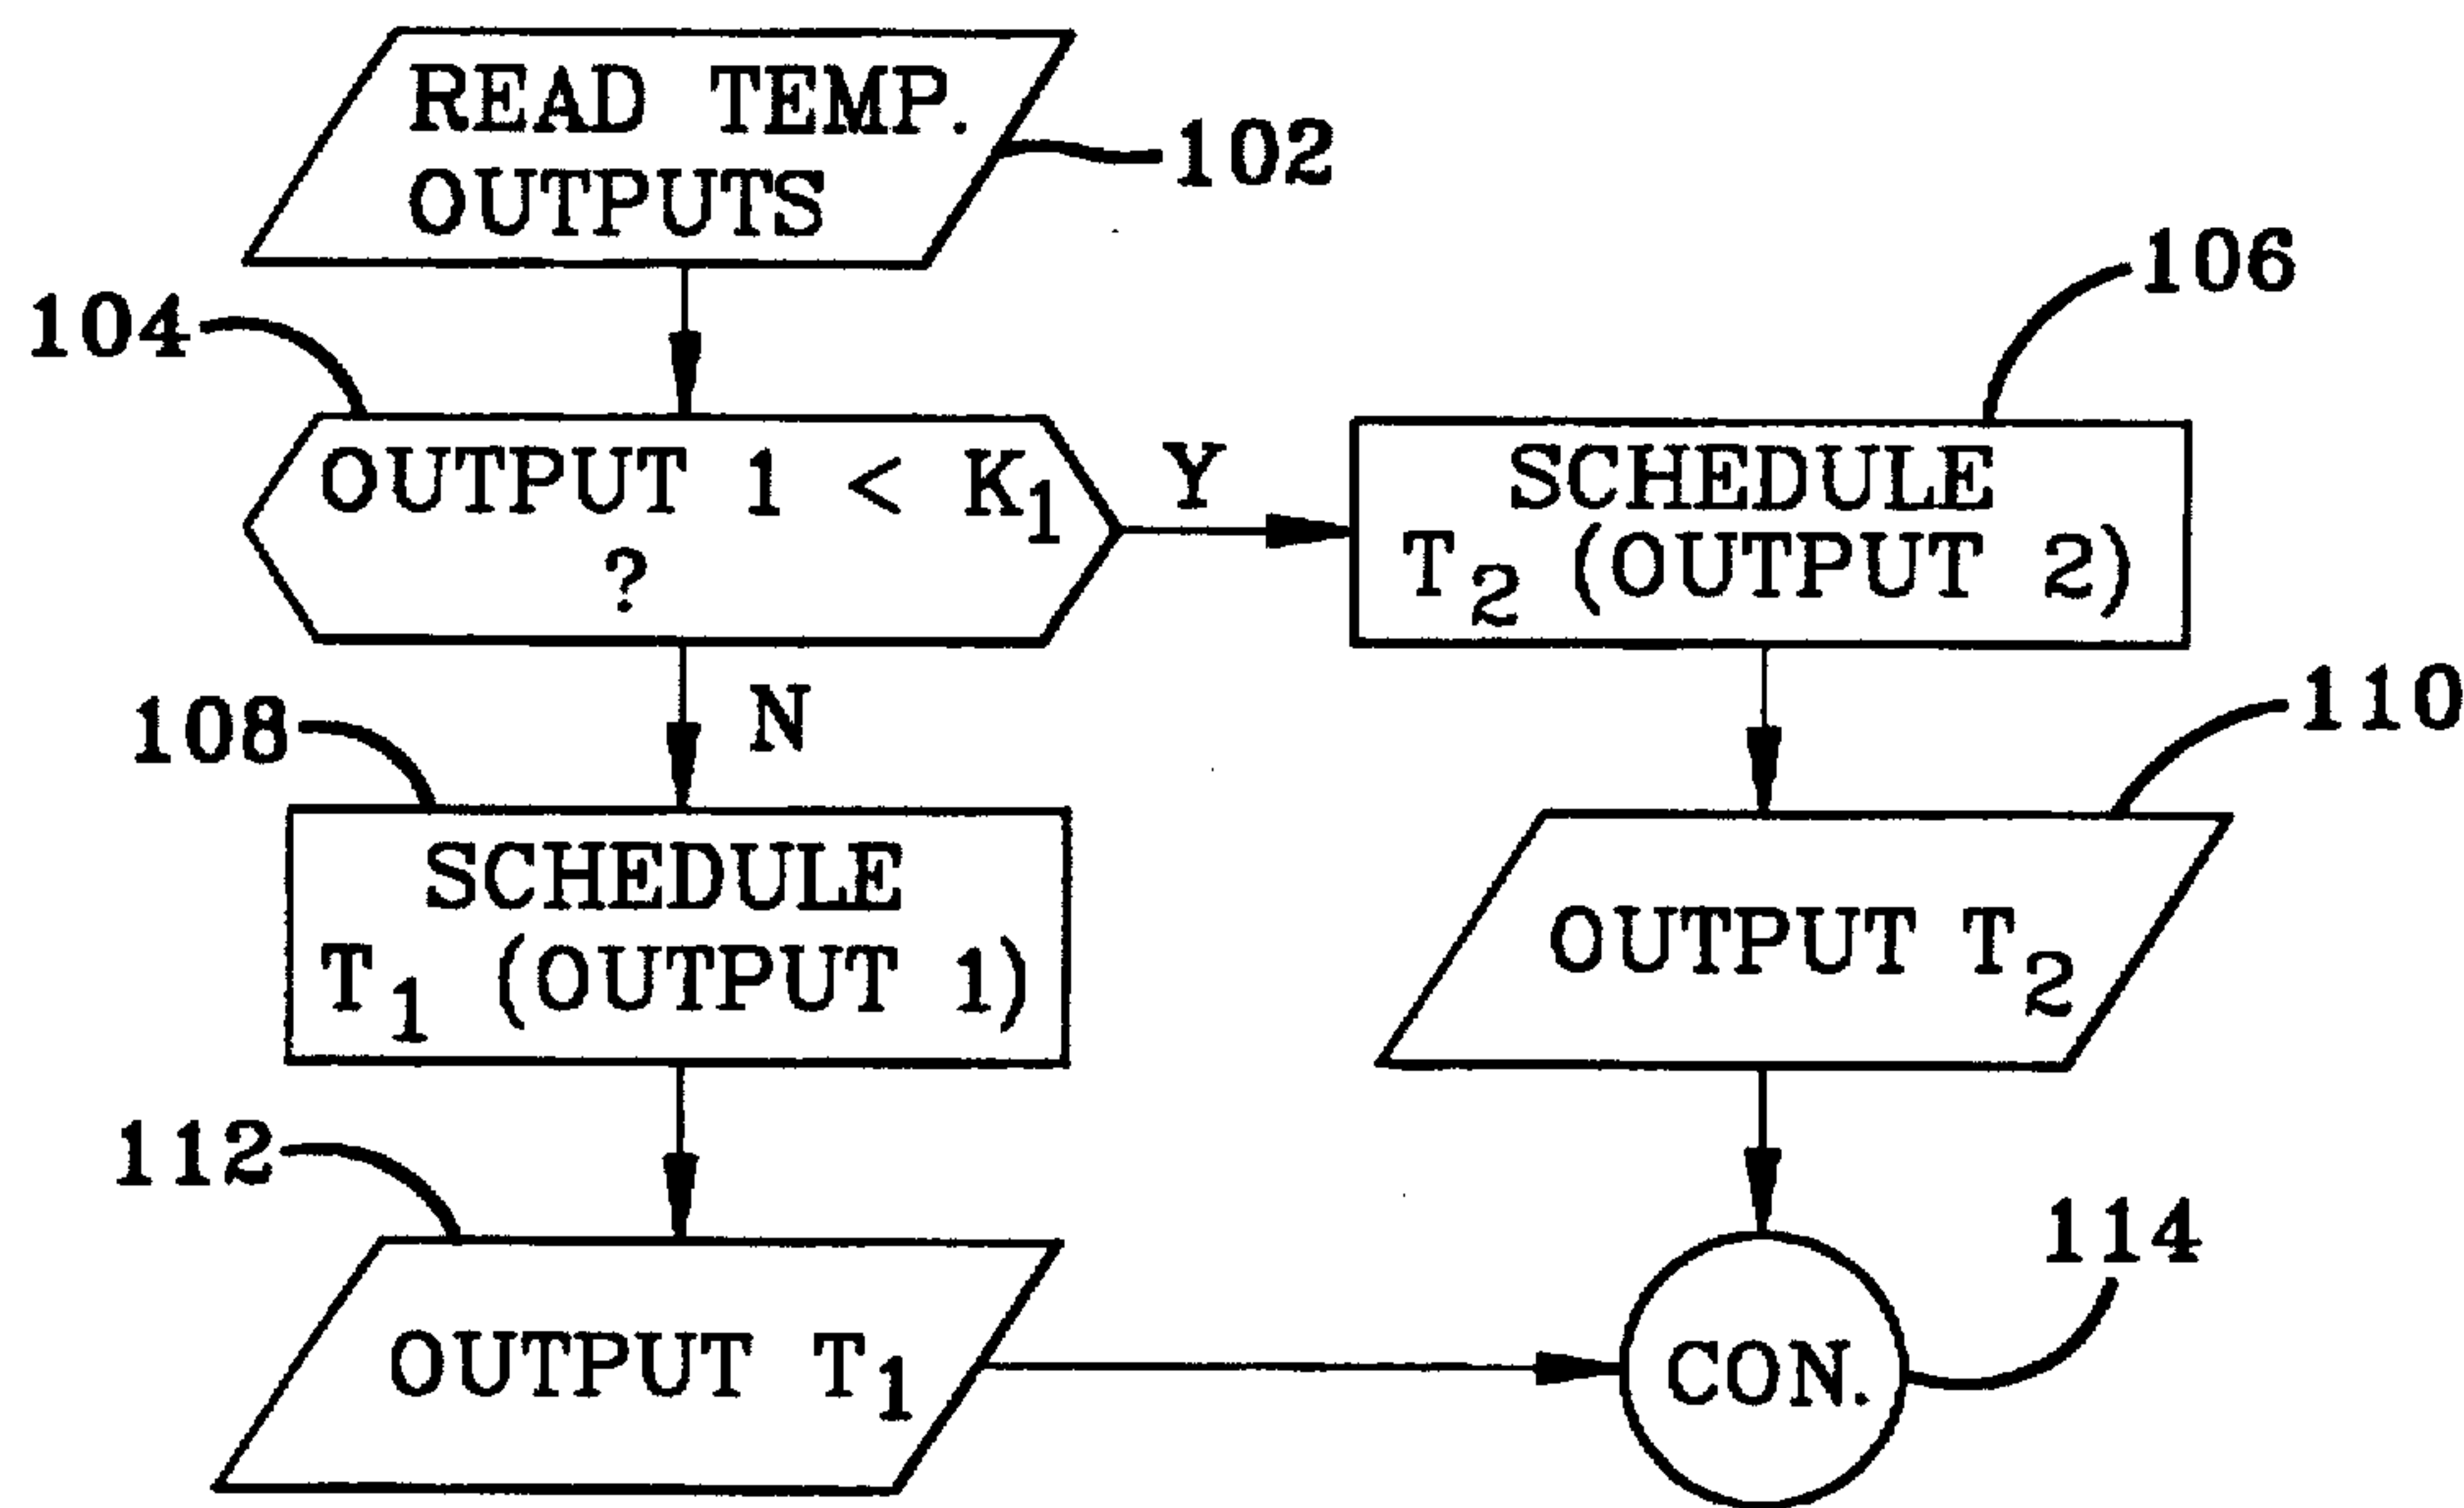 READ TEMP.
OUTPUTS
102
104
OUTPUT 1 < K₁
?
Y
106
SCHEDULE
T₂ (OUTPUT 2)
N
108
SCHEDULE
T₁ (OUTPUT 1)
110
OUTPUT T₂
112
OUTPUT T₁
114
CON.